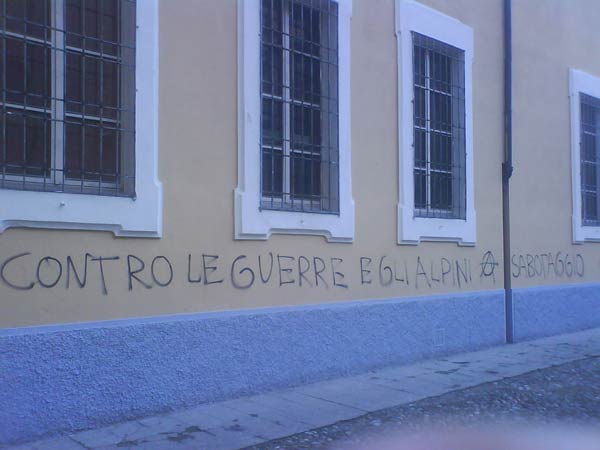 CONTRO LE GUERRE E GLI ALPINI Ⓐ SABOTAGGIO